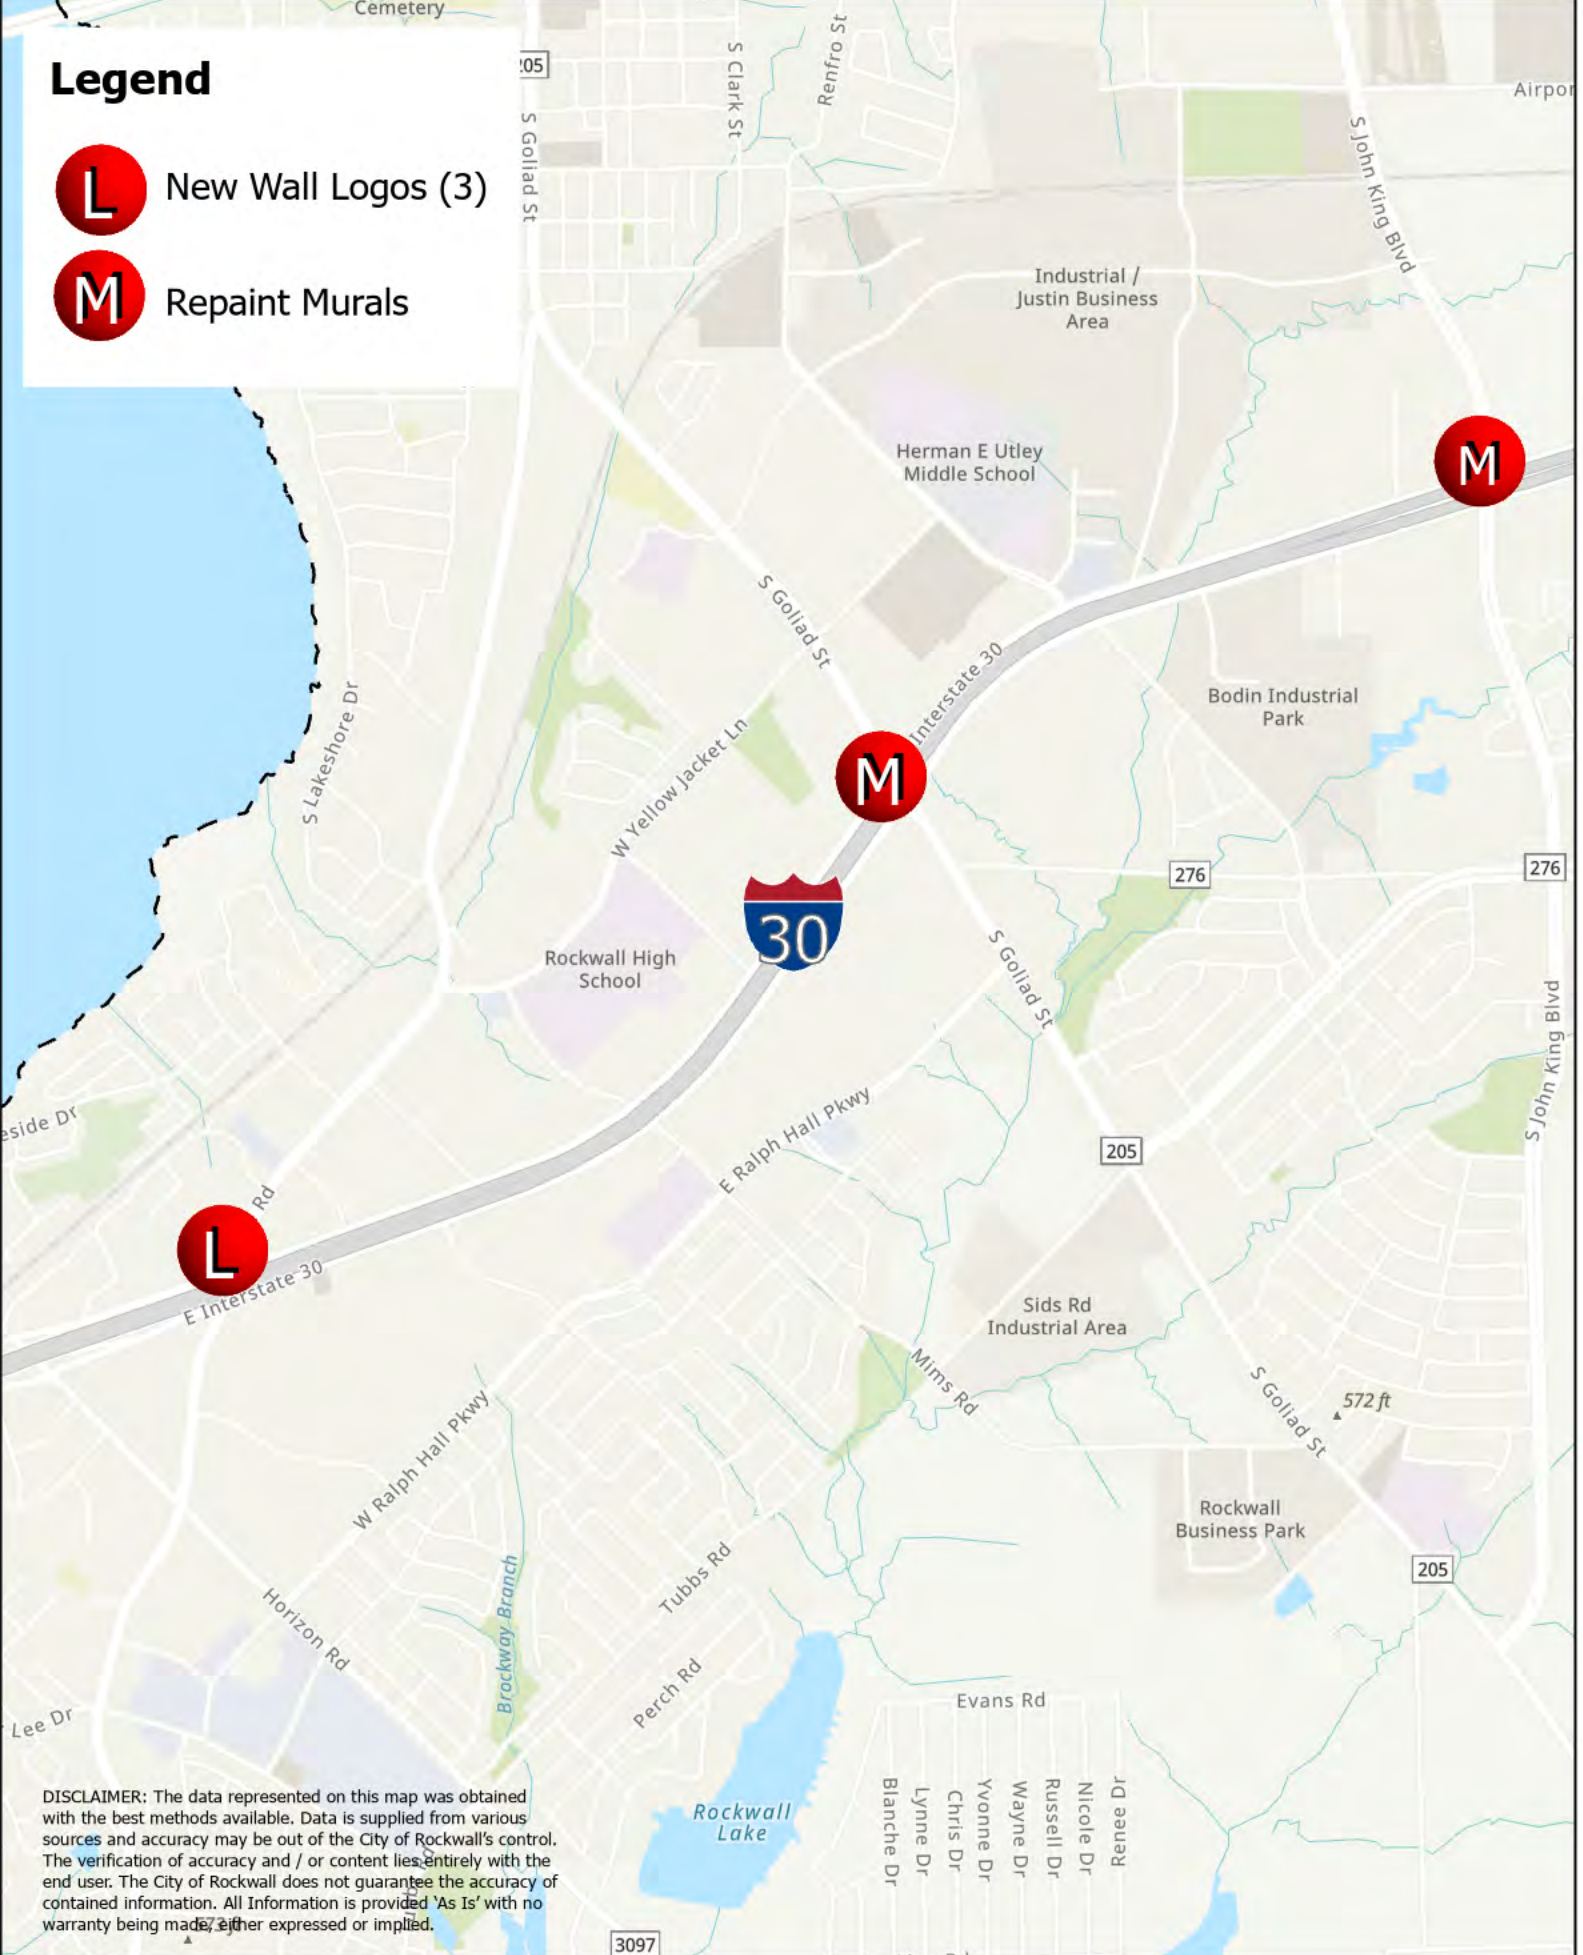 Cemetery
Legend
L New Wall Logos (3)
M Repaint Murals
205
S Goliad St
S Clark St
Renfro St
S John King Blvd
Industrial /
Justin Business
Area
Herman E Utley
Middle School
M
S Goliad St
Interstate 30
M
Bodin Industrial
Park
S Lakeshore Dr
W Yellow Jacket Ln
276
276
30
Rockwall High
School
S Goliad St
S John King Blvd
E Ralph Hall Pkwy
205
Rd
L
E Interstate 30
Sids Rd
Industrial Area
Mims Rd
S Goliad St
572 ft
W Ralph Hall Pkwy
Rockwall
Business Park
205
Horizon Rd
Brockway Branch
Tubbs Rd
Perch Rd
Lee Dr
Evans Rd
Blanche Dr
Lynne Dr
Chris Dr
Yvonne Dr
Wayne Dr
Russell Dr
Nicole Dr
Renee Dr
Rockwall
Lake
DISCLAIMER: The data represented on this map was obtained
with the best methods available. Data is supplied from various
sources and accuracy may be out of the City of Rockwall's control.
The verification of accuracy and / or content lies entirely with the
end user. The City of Rockwall does not guarantee the accuracy of
contained information. All Information is provided 'As Is' with no
warranty being made, either expressed or implied.
3097